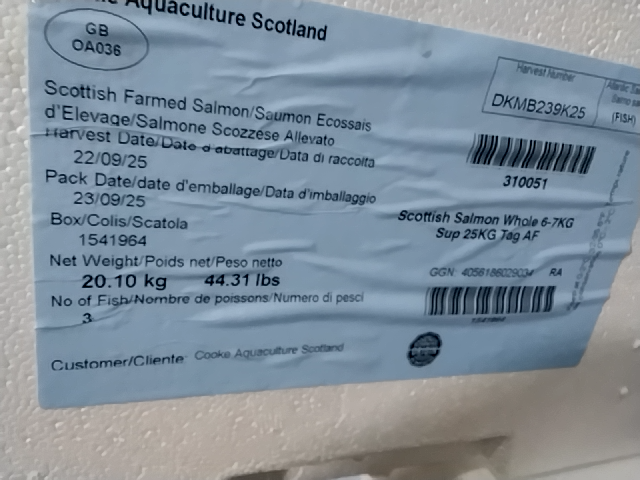 Aquaculture Scotland
GB
OA036
Harvest Number
DKMB239K25
(FISH)
Scottish Farmed Salmon/Saumon Ecossais
d'Elevage/Salmone Scozzese Allevato
Harvest Date/Date d'abattage/Data di raccolta
22/09/25
310051
Pack Date/date d'emballage/Data d'imballaggio
23/09/25
Scottish Salmon Whole 6-7KG
Sup 25KG Tag AF
Box/Colis/Scatola
1541964
Net Weight/Poids net/Peso netto
20.10 kg 44.31 lbs
GGN: 4056186029034 RA
No of Fish/Nombre de poissons/Numero di pesci
3
1541964
Customer/Cliente: Cooke Aquaculture Scotland